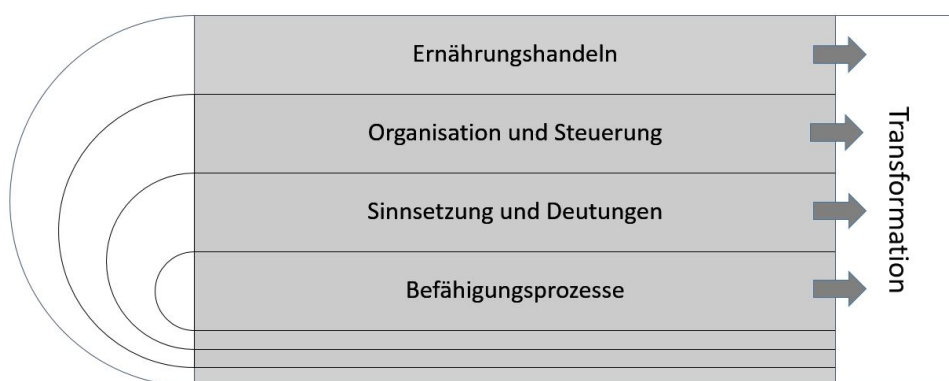 Ernährungshandeln
Organisation und Steuerung
Sinnsetzung und Deutungen
Befähigungsprozesse
Transformation